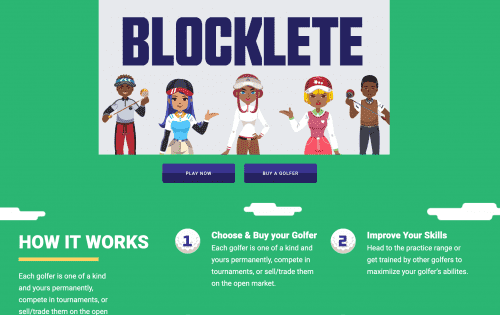 BLOCKLETE
PLAY NOW
BUY A GOLFER
HOW IT WORKS
Each golfer is one of a kind
and yours permanently,
compete in tournaments, or
sell/trade them on the open
1
Choose & Buy your Golfer
Each golfer is one of a kind and
yours permanently, compete in
tournaments, or sell/trade them
on the open market.
2
Improve Your Skills
Head to the practice range or
get trained by other golfers to
maximiize your golfer's abilites.